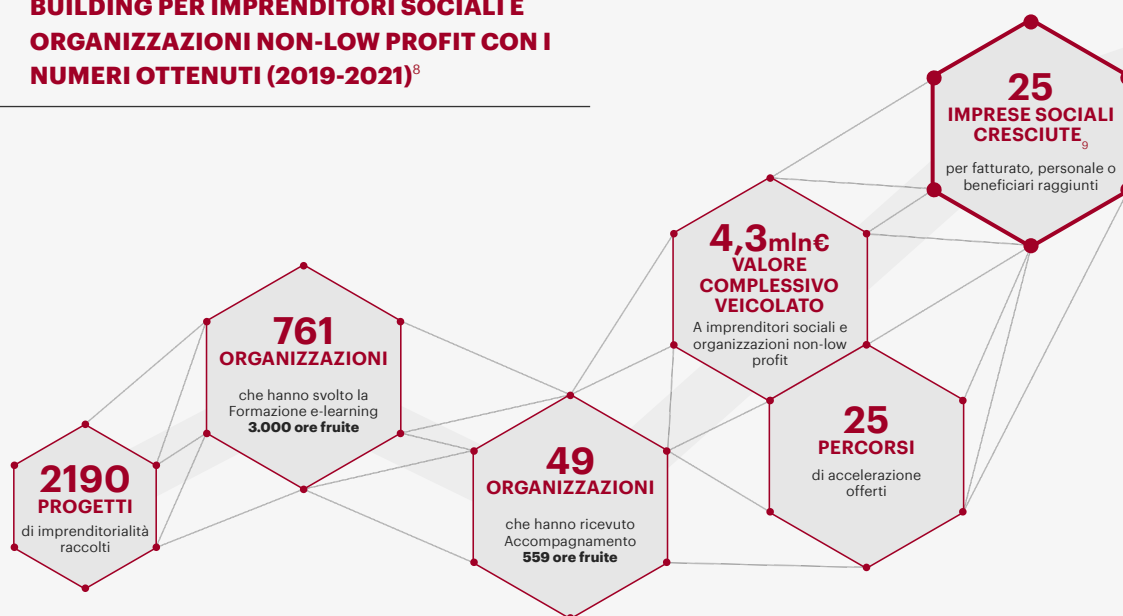 BUILDING PER IMPRENDITORI SOCIALI E
ORGANIZZAZIONI NON-LOW PROFIT CON I
NUMERI OTTENUTI (2019-2021)8
2190
PROGETTI
di imprenditorialità
raccolti
761
ORGANIZZAZIONI
che hanno svolto la
Formazione e-learning
3.000 ore fruite
49
ORGANIZZAZIONI
che hanno ricevuto
Accompagnamento
559 ore fruite
4,3mln€
VALORE
COMPLESSIVO
VEICOLATO
A imprenditori sociali e
organizzazioni non-low
profit
25
PERCORSI
di accelerazione
offerti
25
IMPRESE SOCIALI
CRESCIUTE9
per fatturato, personale o
beneficiari raggiunti